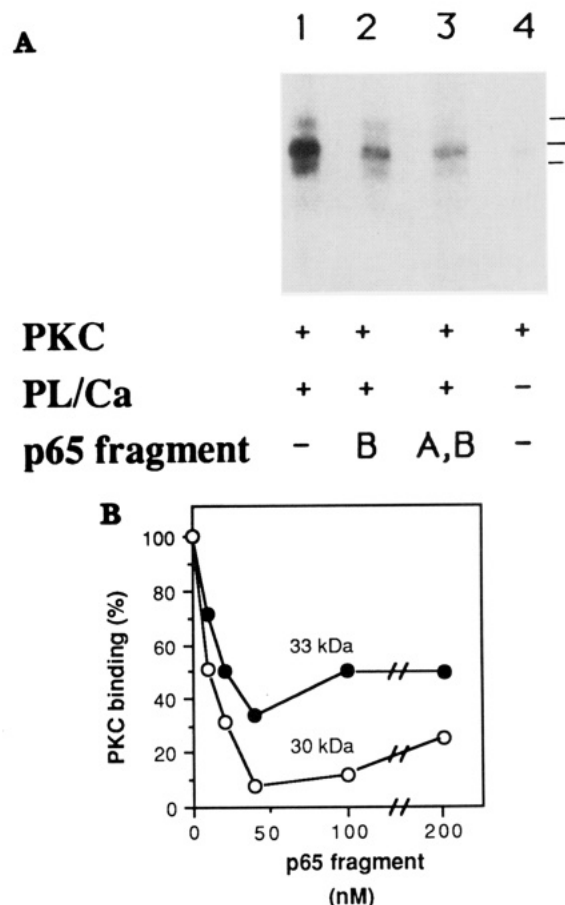 A
1 2 3 4
PKC + + + +
PL/Ca + + + −
p65 fragment − B A,B −
B
PKC binding (%)
100
80
60
40
20
0
33 kDa
30 kDa
0 50 100 200
p65 fragment
(nM)